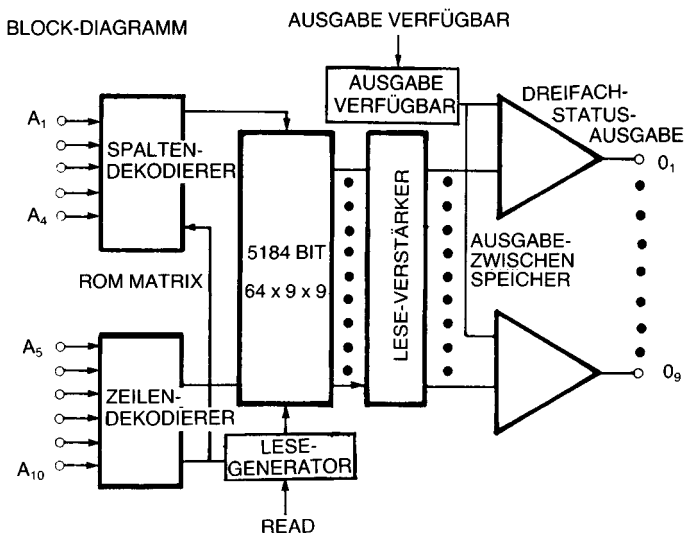 BLOCK-DIAGRAMM
AUSGABE VERFÜGBAR
AUSGABE
VERFÜGBAR
DREIFACH-
STATUS-
AUSGABE
A₁
SPALTEN-
DEKODIERER
A₄
ROM MATRIX
5184 BIT
64 x 9 x 9
LESE-VERSTÄRKER
AUSGABE-
ZWISCHEN
SPEICHER
0₁
0₉
A₅
ZEILEN-
DEKODIERER
A₁₀
LESE-
GENERATOR
READ